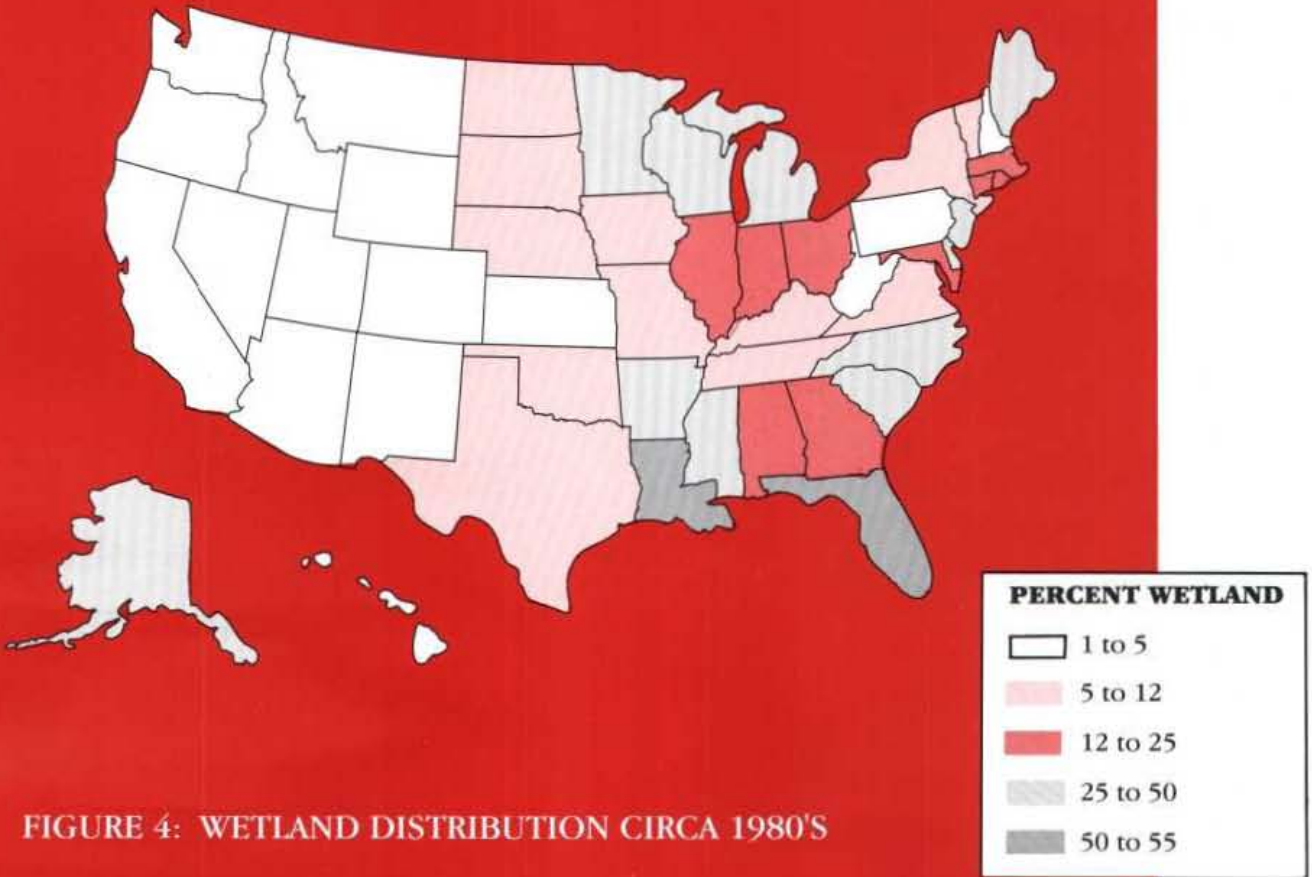 PERCENT WETLAND
1 to 5
5 to 12
12 to 25
25 to 50
50 to 55
FIGURE 4: WETLAND DISTRIBUTION CIRCA 1980'S